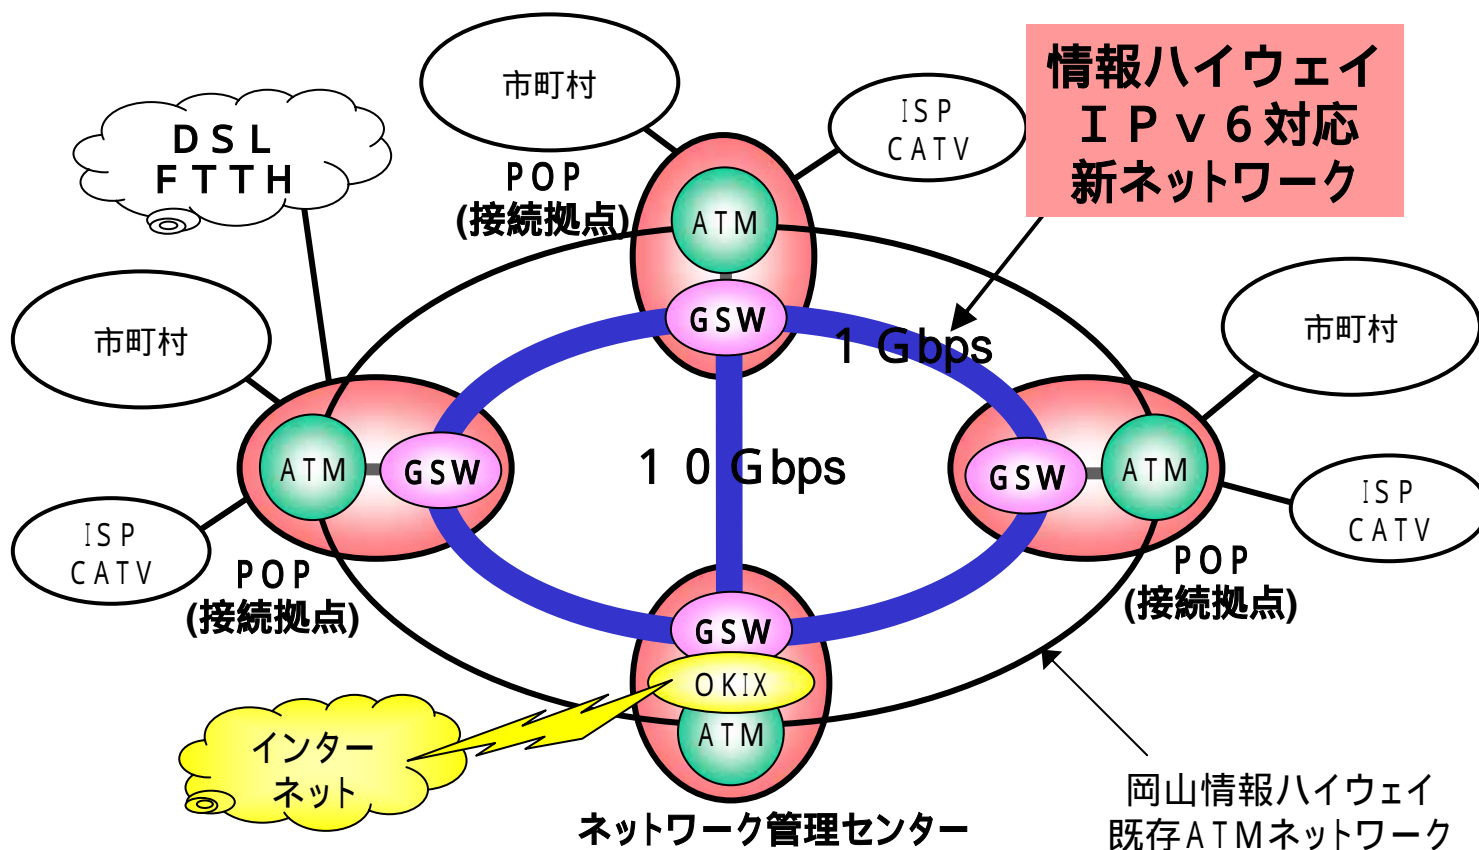 市町村
ISP
CATV
情報ハイウェイ
ＩＰｖ６対応
新ネットワーク
DSL
FTTH
POP
(接続拠点)
ATM
GSW
１Gbps
市町村
市町村
１０Gbps
ATM
GSW
GSW
ATM
ISP
CATV
ISP
CATV
POP
(接続拠点)
POP
(接続拠点)
GSW
OKIX
ATM
インター
ネット
ネットワーク管理センター
岡山情報ハイウェイ
既存ATMネットワーク